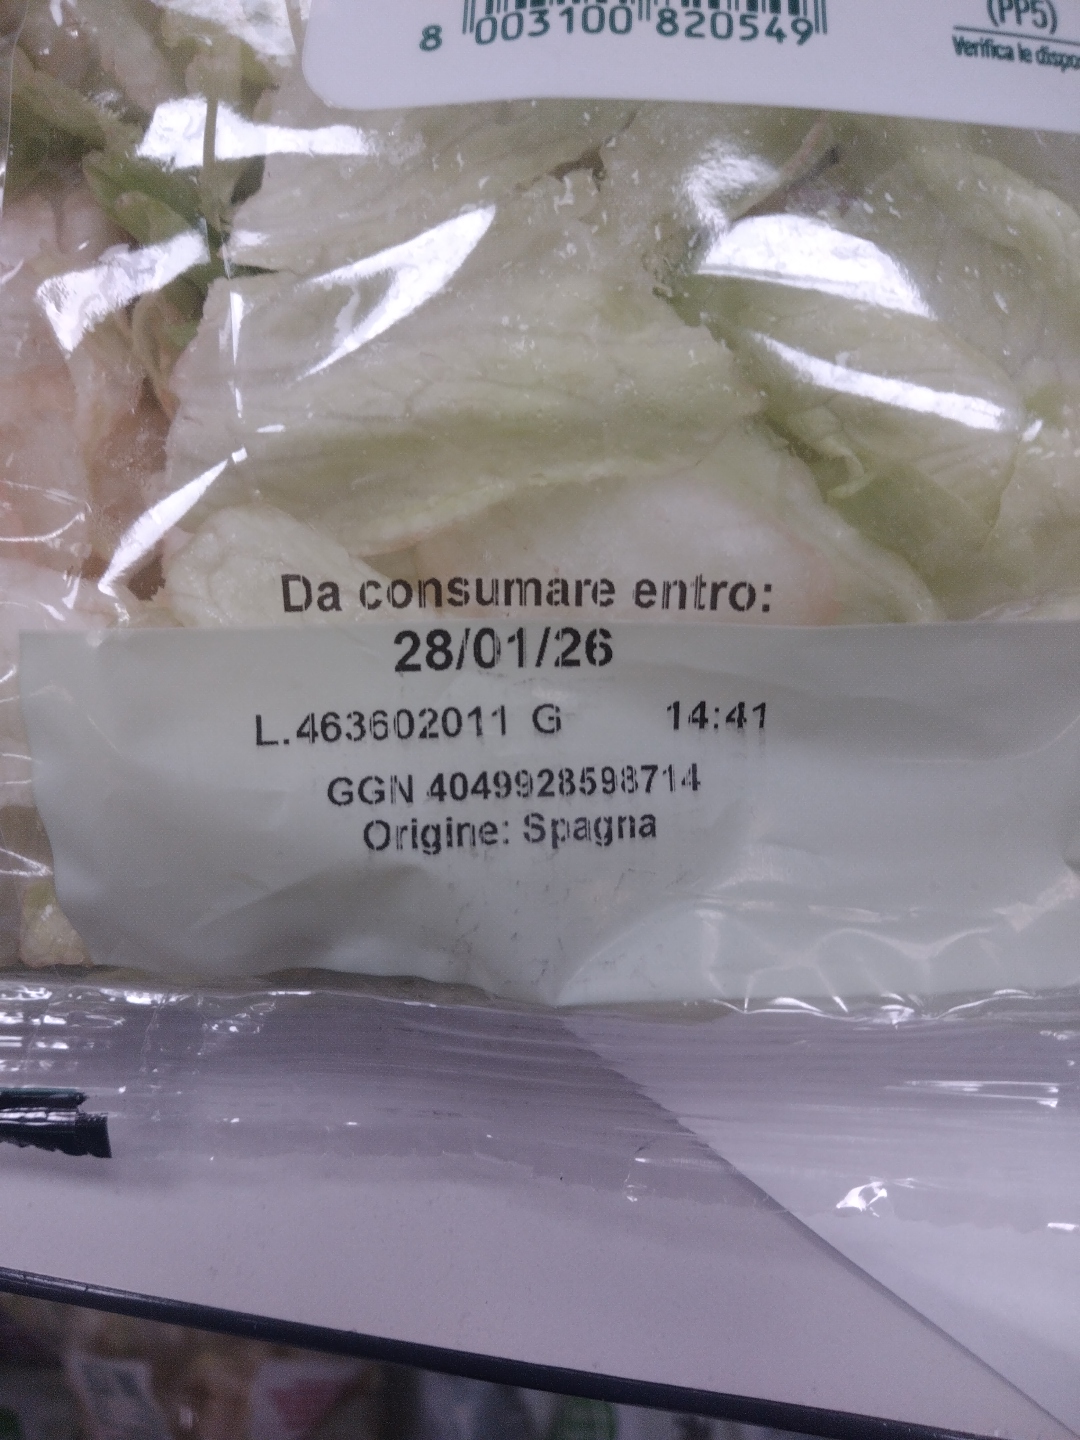 (PP5)
8 003100 820549
Verifica le dispo
Da consumare entro:
28/01/26
L.463602011 G 14:41
GGN 4049928598714
Origine: Spagna